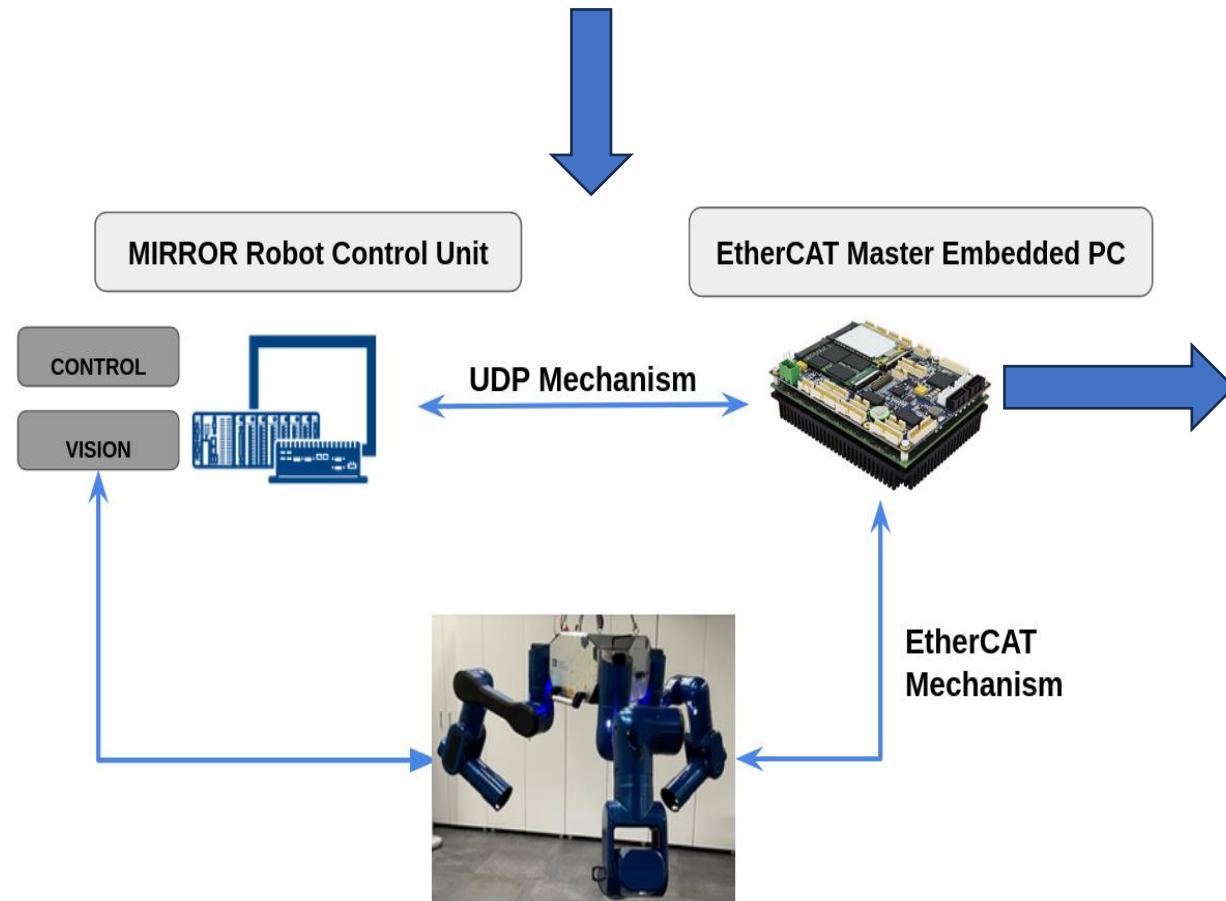 MIRROR Robot Control Unit
EtherCAT Master Embedded PC
CONTROL
VISION
UDP Mechanism
EtherCAT
Mechanism